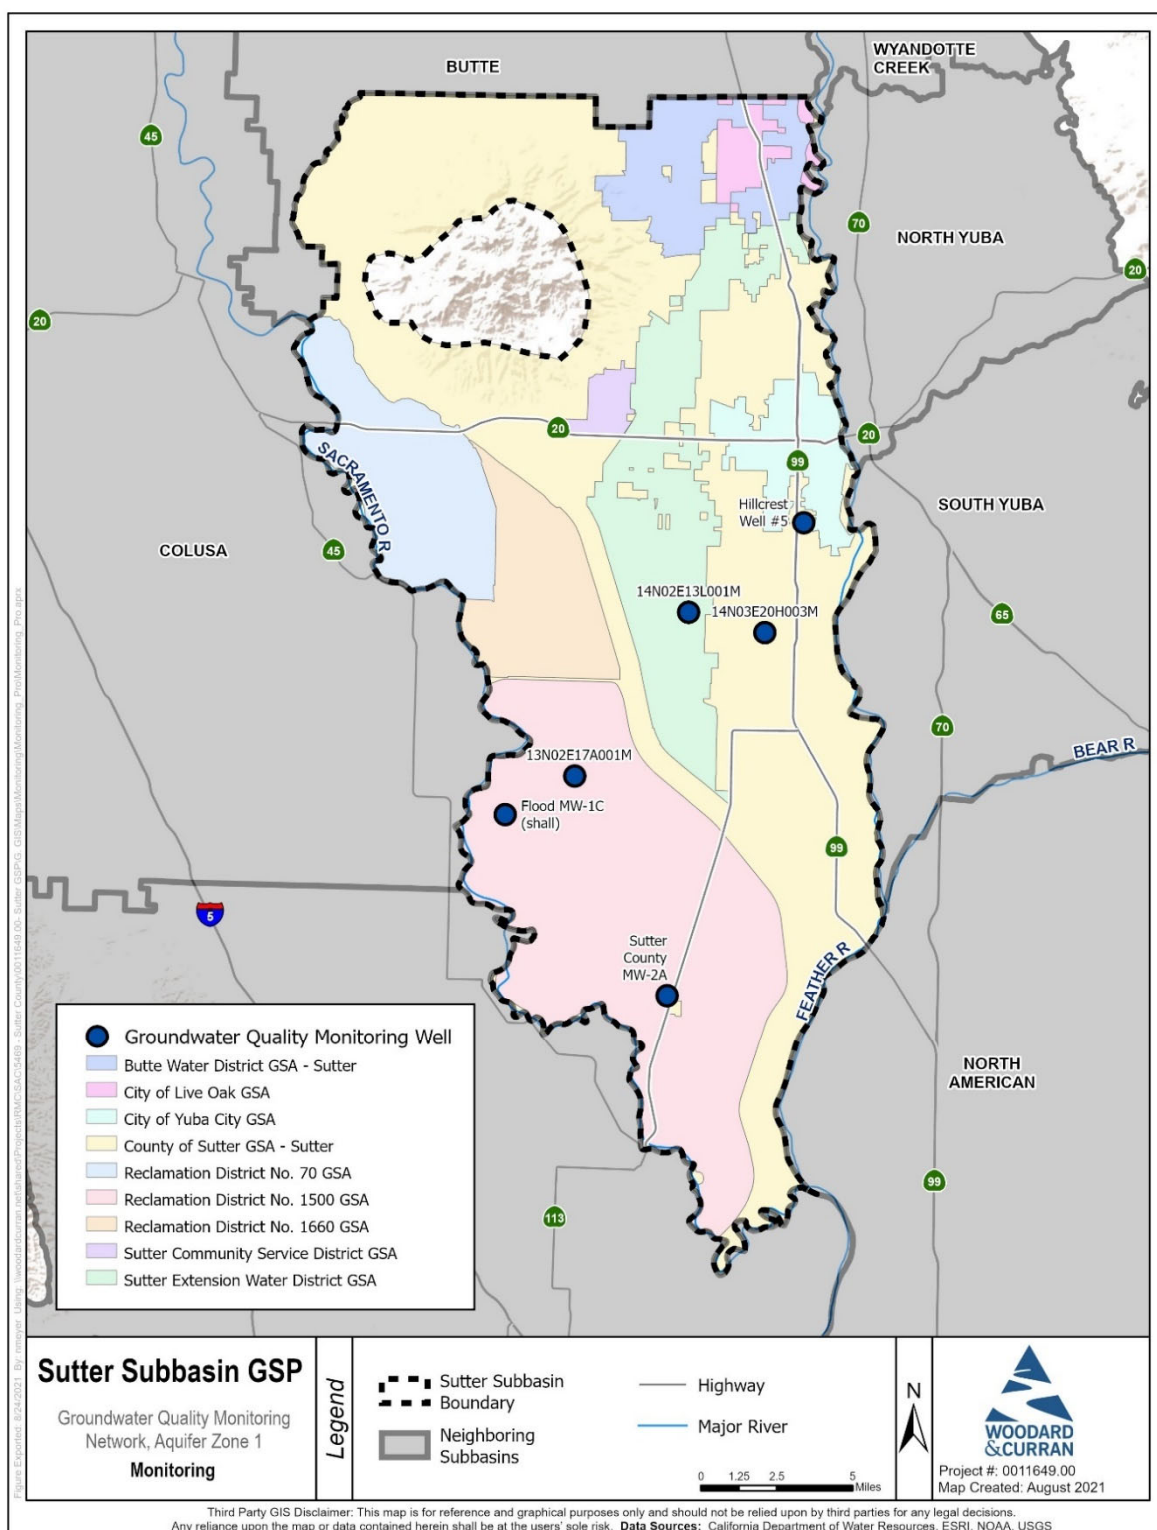 BUTTE
WYANDOTTE
CREEK
45
70
NORTH YUBA
20
20
20
20
99
SACRAMENTO R
Hillcrest
Well #5
SOUTH YUBA
COLUSA
45
14N02E13L001M
14N03E20H003M
65
70
BEAR R
13N02E17A001M
Flood MW-1C
(shall)
99
5
Sutter
County
MW-2A
FEATHER R
NORTH
AMERICAN
99
113
Groundwater Quality Monitoring Well
Butte Water District GSA - Sutter
City of Live Oak GSA
City of Yuba City GSA
County of Sutter GSA - Sutter
Reclamation District No. 70 GSA
Reclamation District No. 1500 GSA
Reclamation District No. 1660 GSA
Sutter Community Service District GSA
Sutter Extension Water District GSA
Sutter Subbasin GSP
Groundwater Quality Monitoring
Network, Aquifer Zone 1
Monitoring
Legend
Sutter Subbasin
Boundary
Neighboring
Subbasins
Highway
Major River
N
0 1.25 2.5 5
Miles
WOODARD
&CURRAN
Project #: 0011649.00
Map Created: August 2021
Third Party GIS Disclaimer: This map is for reference and graphical purposes only and should not be relied upon by third parties for any legal decisions.
Any reliance upon the map or data contained herein shall be at the users' sole risk. Data Sources: California Department of Water Resources, ESRI, NOAA, USGS